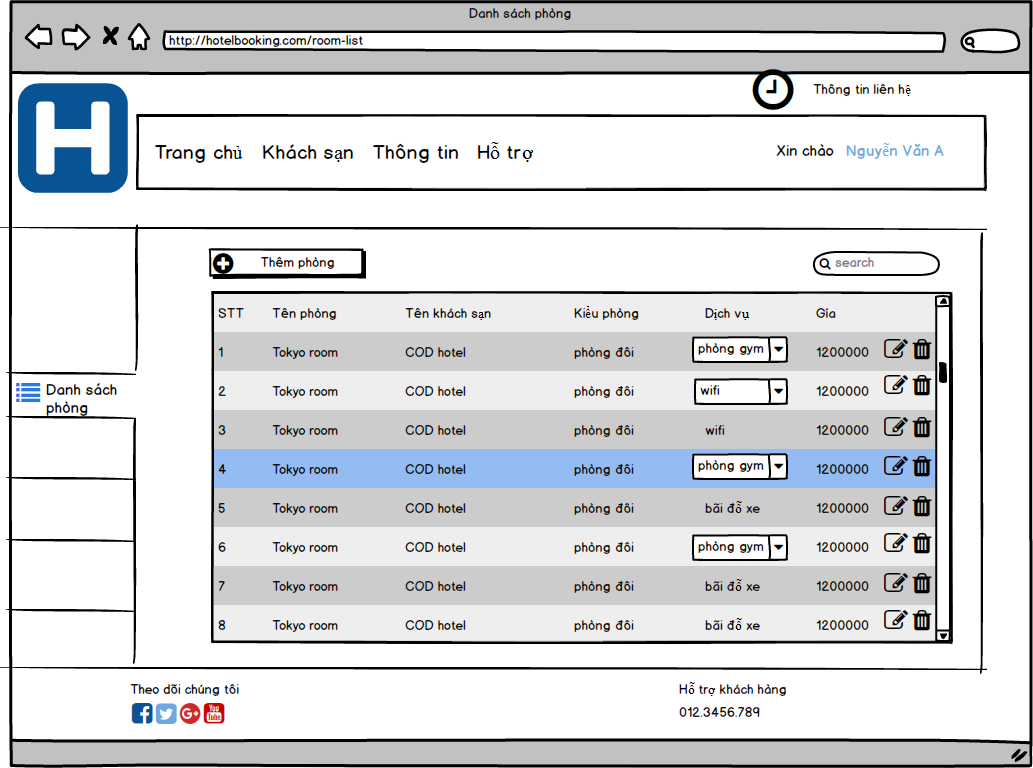 Danh sách phòng
http://hotelbooking.com/room-list
Thông tin liên hệ
H
Trang chủ Khách sạn Thông tin Hỗ trợ Xin chào Nguyễn Văn A
Thêm phòng search
STT Tên phòng Tên khách sạn Kiểu phòng Dịch vụ Gía
1 Tokyo room COD hotel phòng đôi phòng gym 1200000
2 Tokyo room COD hotel phòng đôi wifi 1200000
3 Tokyo room COD hotel phòng đôi wifi 1200000
4 Tokyo room COD hotel phòng đôi phòng gym 1200000
5 Tokyo room COD hotel phòng đôi bãi đỗ xe 1200000
6 Tokyo room COD hotel phòng đôi phòng gym 1200000
7 Tokyo room COD hotel phòng đôi bãi đỗ xe 1200000
8 Tokyo room COD hotel phòng đôi bãi đỗ xe 1200000
Danh sách
phòng
Theo dõi chúng tôi
You
Tube
Hỗ trợ khách hàng
012.3456.789